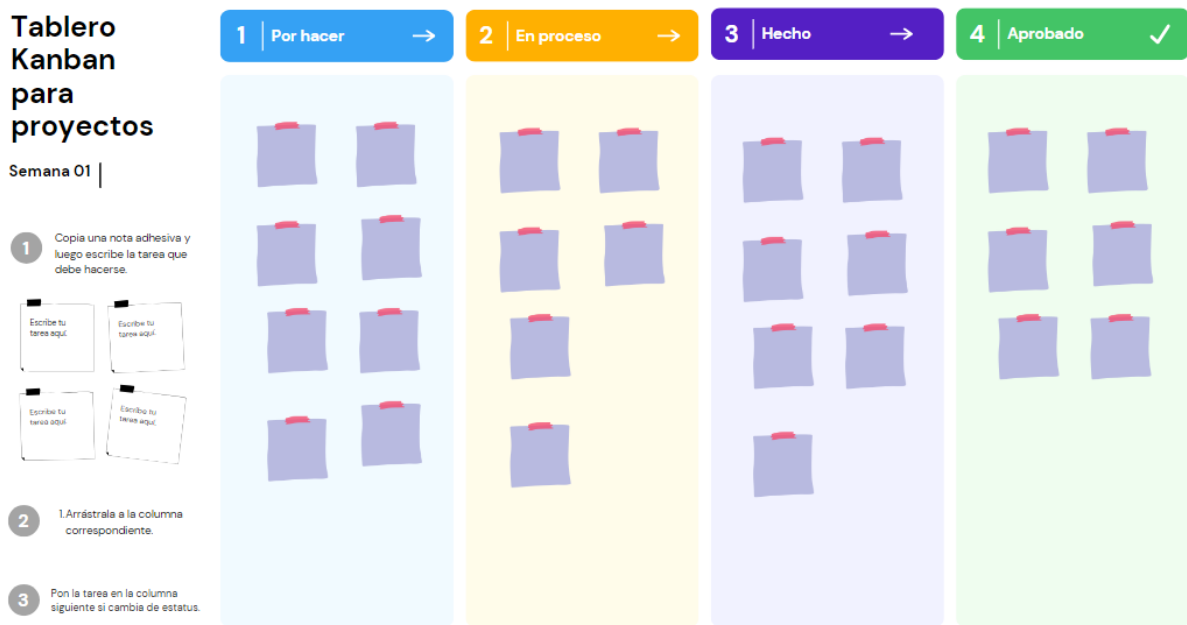 Tablero
Kanban
para
proyectos
Semana 01
1
Copia una nota adhesiva y
luego escribe la tarea que
debe hacerse.
Escribe tu
tarea aquí.
Escribe tu
tarea aquí.
Escribe tu
tarea aquí.
Escribe tu
tarea aquí.
2
1.Arrástrala a la columna
correspondiente.
3
Pon la tarea en la columna
siguiente si cambia de estatus.
1 Por hacer
2 En proceso
3 Hecho
4 Aprobado